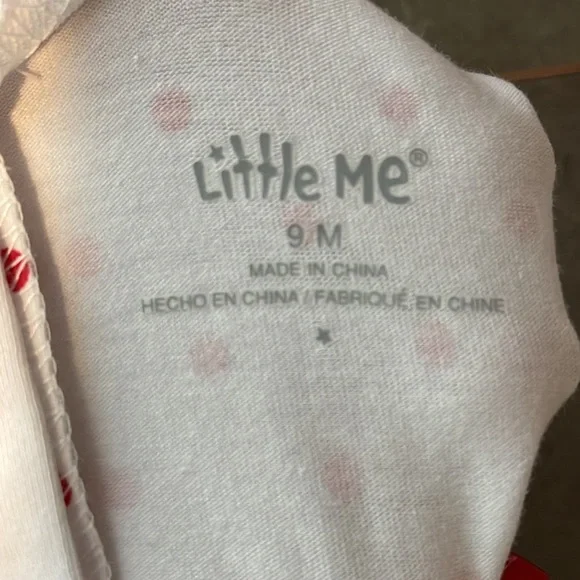 Little Me®
9 M
MADE IN CHINA
HECHO EN CHINA / FABRIQUÉ EN CHINE